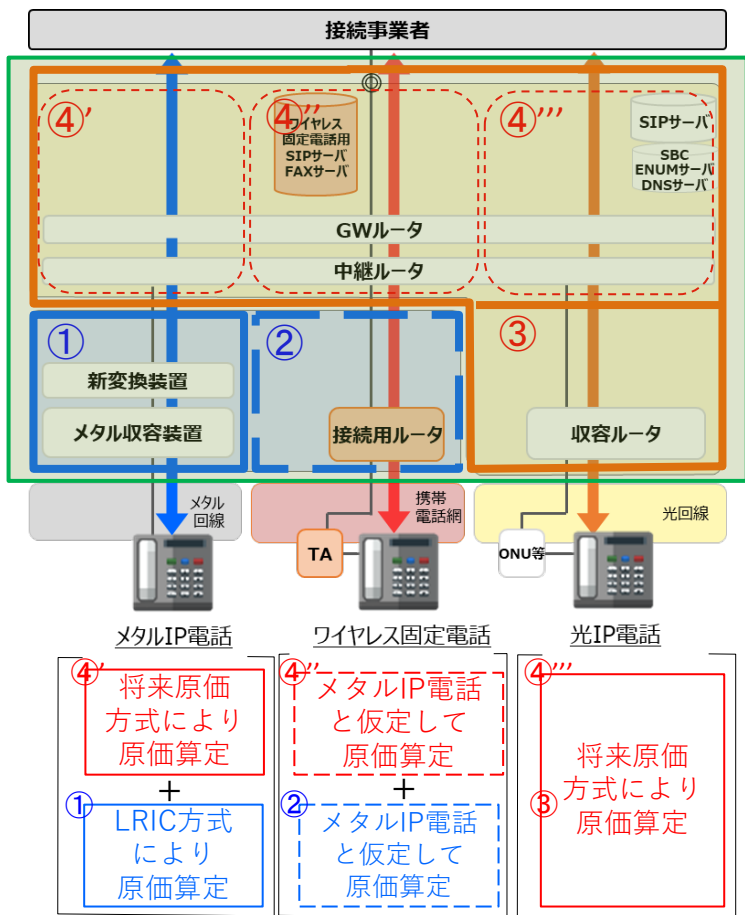 接続事業者
④'
④''
④'''
ワイヤレス
固定電話用
SIPサーバ
FAXサーバ
SIPサーバ
SBC
ENUMサーバ
DNSサーバ
GWルータ
中継ルータ
①
②
③
新変換装置
メタル収容装置
接続用ルータ
収容ルータ
メタル
回線
携帯
電話網
光回線
TA
ONU等
メタルIP電話
ワイヤレス固定電話
光IP電話
④'
将来原価
方式により
原価算定
+
①
LRIC方式
により
原価算定
④''
メタルIP電話
と仮定して
原価算定
+
②
メタルIP電話
と仮定して
原価算定
④'''
③
将来原価
方式により
原価算定